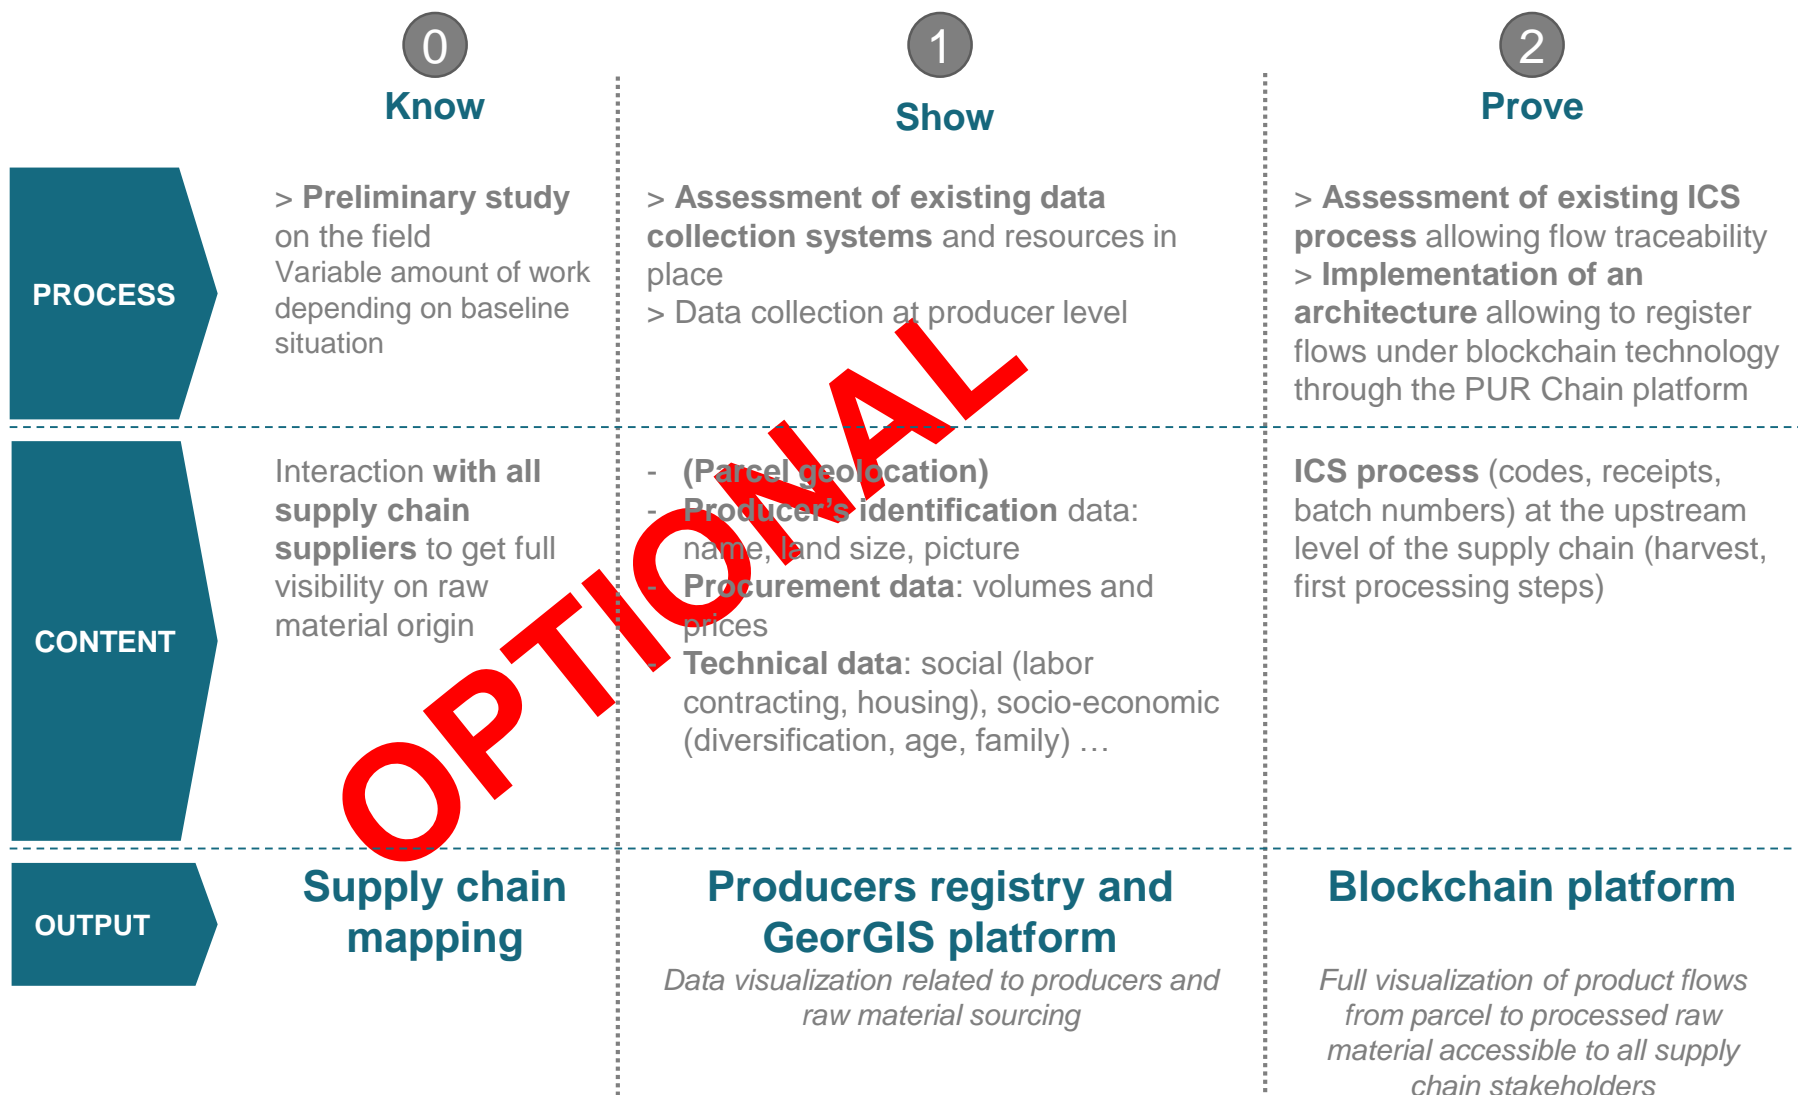 0
Know
1
Show
2
Prove
PROCESS
> Preliminary study
on the field
Variable amount of work
depending on baseline
situation
> Assessment of existing data
collection systems and resources in
place
> Data collection at producer level
> Assessment of existing ICS
process allowing flow traceability
> Implementation of an
architecture allowing to register
flows under blockchain technology
through the PUR Chain platform
OPTIONAL
CONTENT
Interaction with all
supply chain
suppliers to get full
visibility on raw
material origin
- (Parcel geolocation)
- Producer's identification data:
name, land size, picture
- Procurement data: volumes and
prices
- Technical data: social (labor
contracting, housing), socio-economic
(diversification, age, family) …
ICS process (codes, receipts,
batch numbers) at the upstream
level of the supply chain (harvest,
first processing steps)
OUTPUT
Supply chain
mapping
Producers registry and
GeorGIS platform
Data visualization related to producers and
raw material sourcing
Blockchain platform
Full visualization of product flows
from parcel to processed raw
material accessible to all supply
chain stakeholders